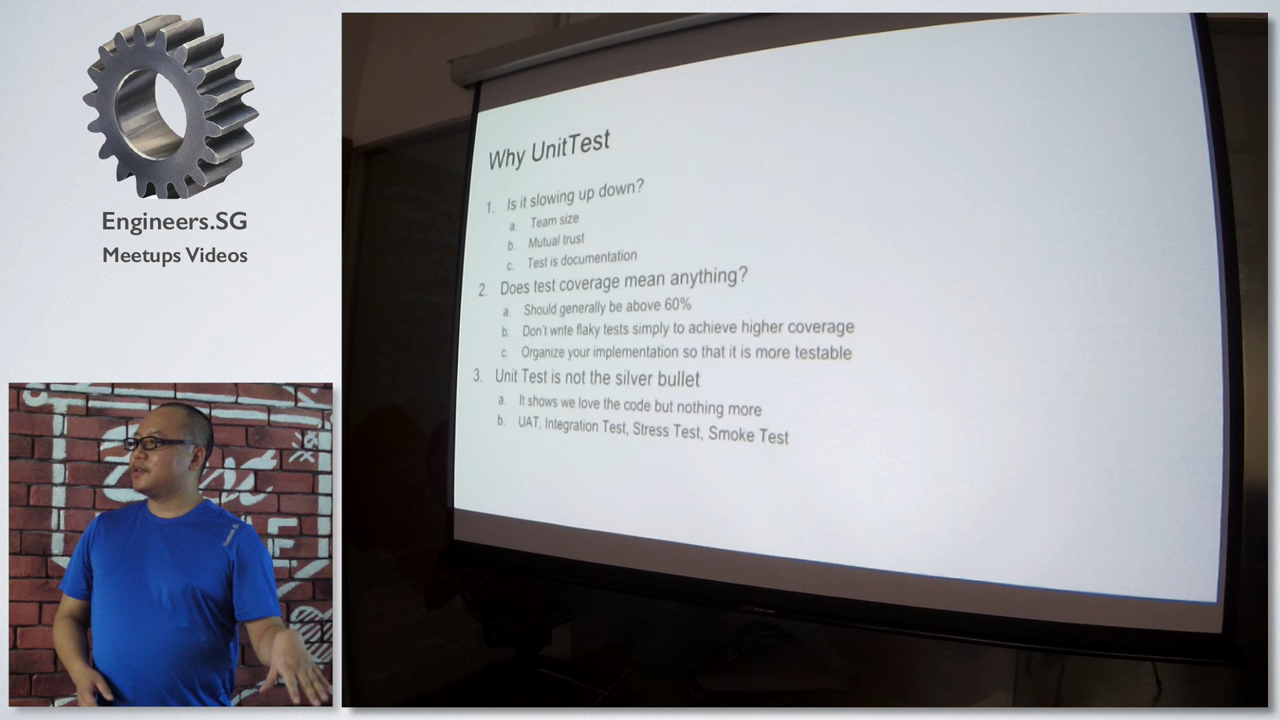 Engineers.SG
Meetups Videos
Why UnitTest
1. Is it slowing up down?
a. Team size
b. Mutual trust
c. Test is documentation
2. Does test coverage mean anything?
a. Should generally be above 60%
b. Don't write flaky tests simply to achieve higher coverage
c. Organize your implementation so that it is more testable
3. Unit Test is not the silver bullet
a. It shows we love the code but nothing more
b. UAT, Integration Test, Stress Test, Smoke Test